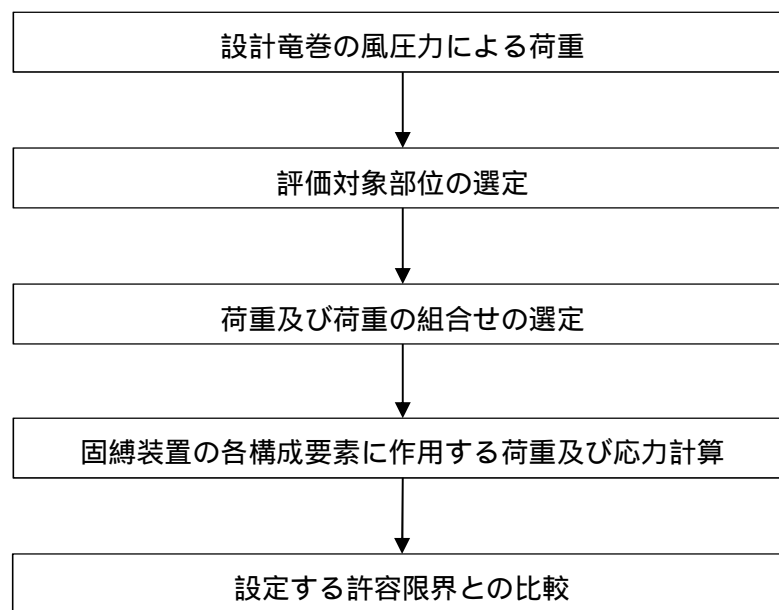 設計竜巻の風圧力による荷重
評価対象部位の選定
荷重及び荷重の組合せの選定
固縛装置の各構成要素に作用する荷重及び応力計算
設定する許容限界との比較